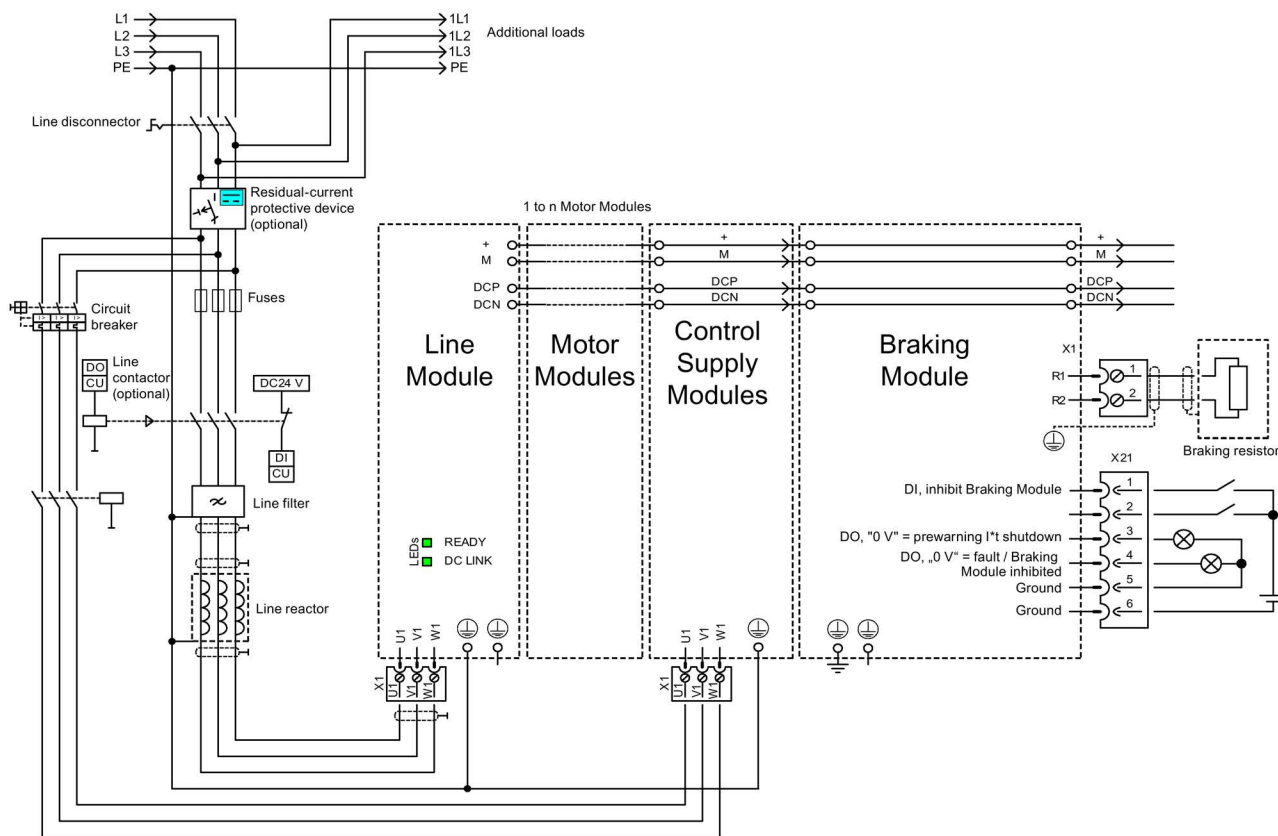 L1
L2
L3
PE
1L1
1L2
1L3
PE
Additional loads
Line disconnector
Residual-current
protective device
(optional)
1 to n Motor Modules
+
M
DCP
DCN
+
M
DCP
DCN
+
M
DCP
DCN
Fuses
Circuit
breaker
I >
I >
I >
DO
CU
Line
contactor
(optional)
DC24 V
DI
CU
Line
Module
Motor
Modules
Control
Supply
Modules
Braking
Module
X1
R1
R2
1
2
Braking resistor
X21
DI, inhibit Braking Module
DO, "0 V" = prewarning I*t shutdown
DO, „0 V“ = fault / Braking
Module inhibited
Ground
Ground
1
2
3
4
5
6
Line filter
LEDs
READY
DC LINK
Line reactor
U1
V1
W1
X1
U1
V1
W1
U1
V1
W1
X1
U1
V1
W1